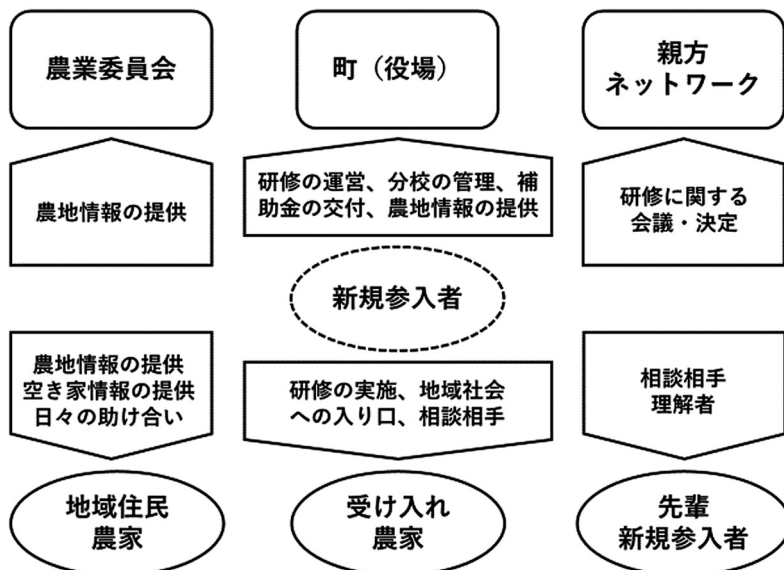 農業委員会
町（役場）
親方
ネットワーク
農地情報の提供
研修の運営、分校の管理、補
助金の交付、農地情報の提供
研修に関する
会議・決定
新規参入者
農地情報の提供
空き家情報の提供
日々の助け合い
研修の実施、地域社会
への入り口、相談相手
相談相手
理解者
地域住民
農家
受け入れ
農家
先輩
新規参入者